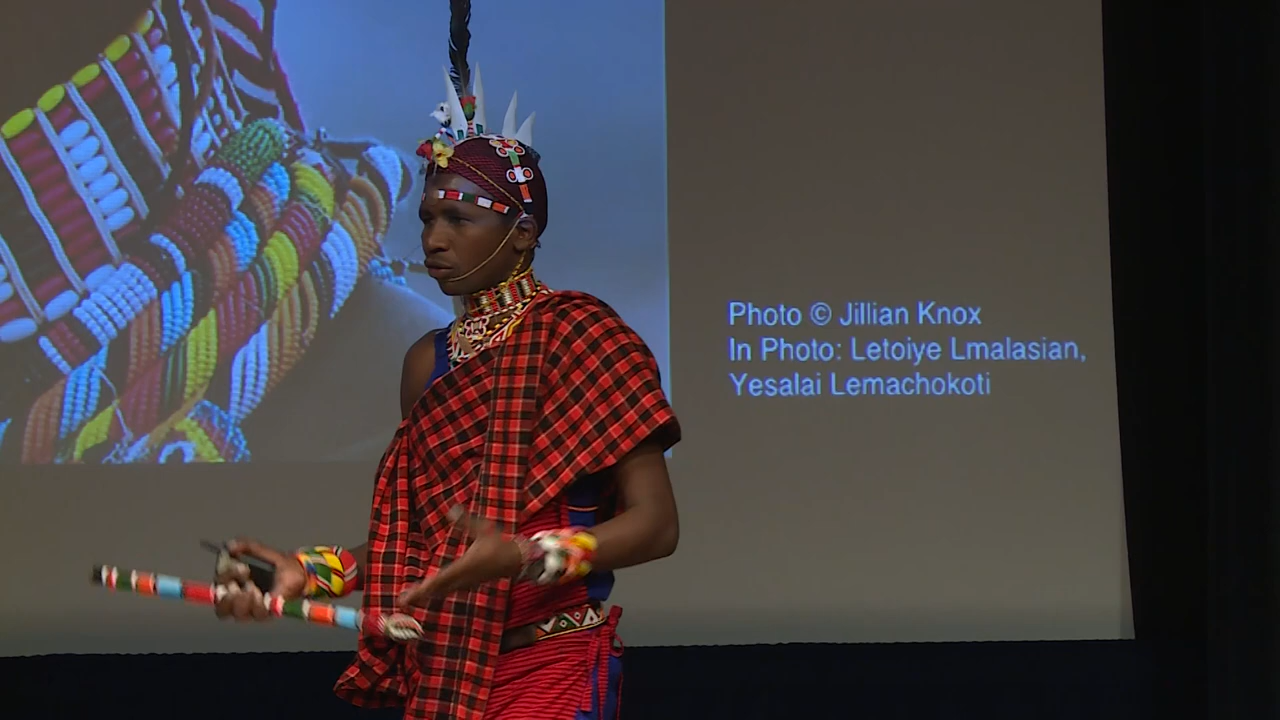 Photo © Jillian Knox
In Photo: Letoiye Lmalasian,
Yesalai Lemachokoti